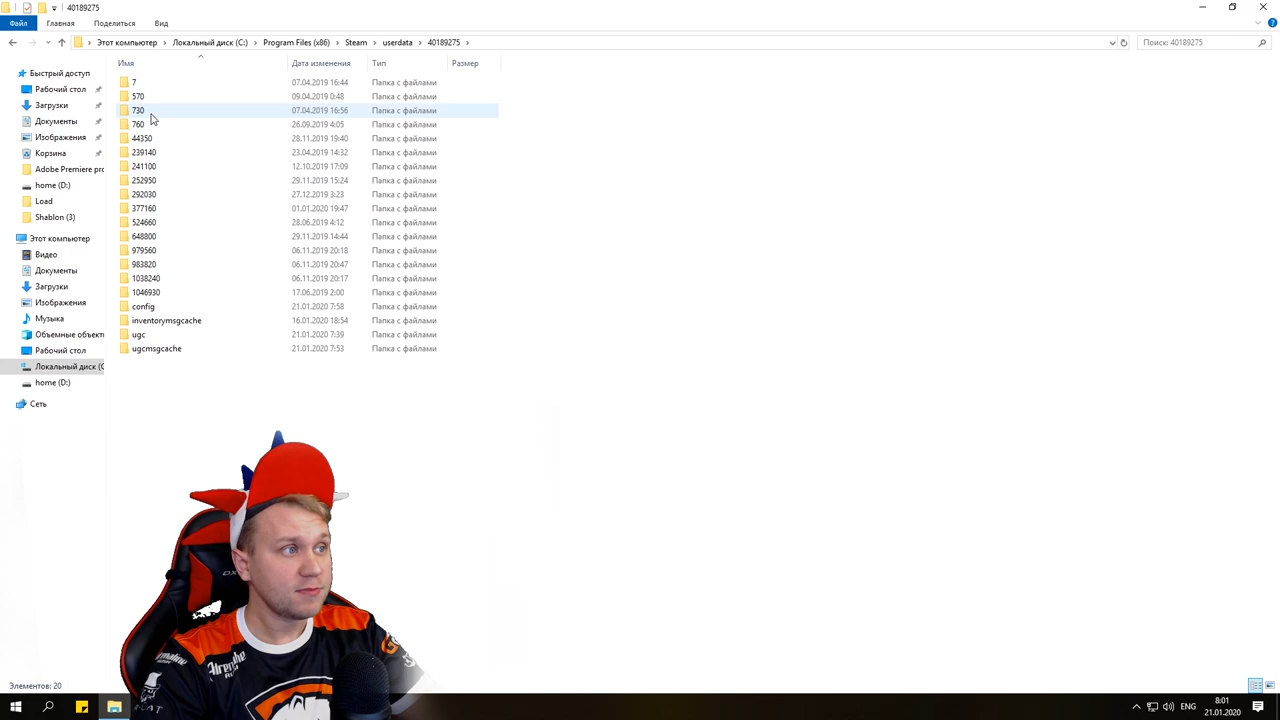 40189275
Файл
Главная
Поделиться
Вид
Этот компьютер
Локальный диск (C:)
Program Files (x86)
Steam
userdata
40189275
Поиск: 40189275
Имя
Дата изменения
Тип
Размер
Быстрый доступ
Рабочий стол
Загрузки
Документы
Изображения
Корзина
Adobe Premiere pro
home (D:)
Load
Shablon (3)
Этот компьютер
Видео
Документы
Загрузки
Изображения
Музыка
Объемные объект
Рабочий стол
Локальный диск (C
home (D:)
Сеть
7 07.04.2019 16:44 Папка с файлами
570 09.04.2019 0:48 Папка с файлами
730 07.04.2019 16:56 Папка с файлами
760 26.09.2019 4:05 Папка с файлами
44350 28.11.2019 19:40 Папка с файлами
239140 23.04.2019 14:32 Папка с файлами
241100 12.10.2019 17:09 Папка с файлами
252950 29.11.2019 15:24 Папка с файлами
292030 27.12.2019 3:23 Папка с файлами
377160 01.01.2020 19:47 Папка с файлами
524660 28.06.2019 4:12 Папка с файлами
648800 29.11.2019 14:44 Папка с файлами
979560 06.11.2019 20:18 Папка с файлами
983820 06.11.2019 20:47 Папка с файлами
1038240 06.11.2019 20:17 Папка с файлами
1046930 17.06.2019 2:00 Папка с файлами
config 21.01.2020 7:58 Папка с файлами
inventorymsgcache 16.01.2020 18:54 Папка с файлами
ugc 21.01.2020 7:39 Папка с файлами
ugcmsgcache 21.01.2020 7:53 Папка с файлами
Элементов: 20
ENG
8:01
21.01.2020